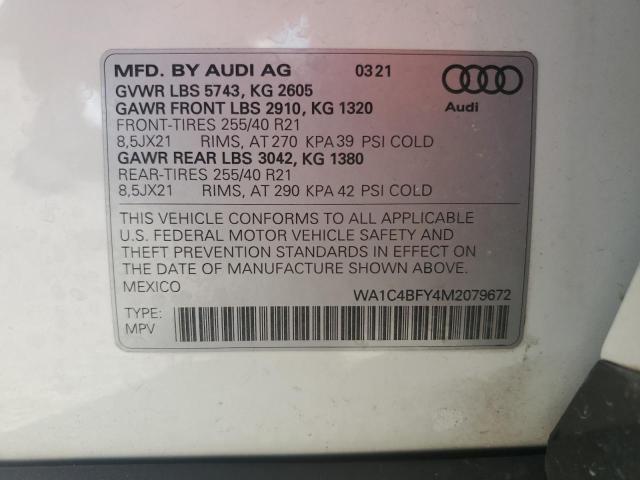 MFD. BY AUDI AG 03 21
GVWR LBS 5743, KG 2605
GAWR FRONT LBS 2910, KG 1320
Audi
FRONT-TIRES 255/40 R21
8,5JX21 RIMS, AT 270 KPA 39 PSI COLD
GAWR REAR LBS 3042, KG 1380
REAR-TIRES 255/40 R21
8,5JX21 RIMS, AT 290 KPA 42 PSI COLD
THIS VEHICLE CONFORMS TO ALL APPLICABLE
U.S. FEDERAL MOTOR VEHICLE SAFETY AND
THEFT PREVENTION STANDARDS IN EFFECT ON
THE DATE OF MANUFACTURE SHOWN ABOVE.
MEXICO WA1C4BFY4M2079672
TYPE:
MPV